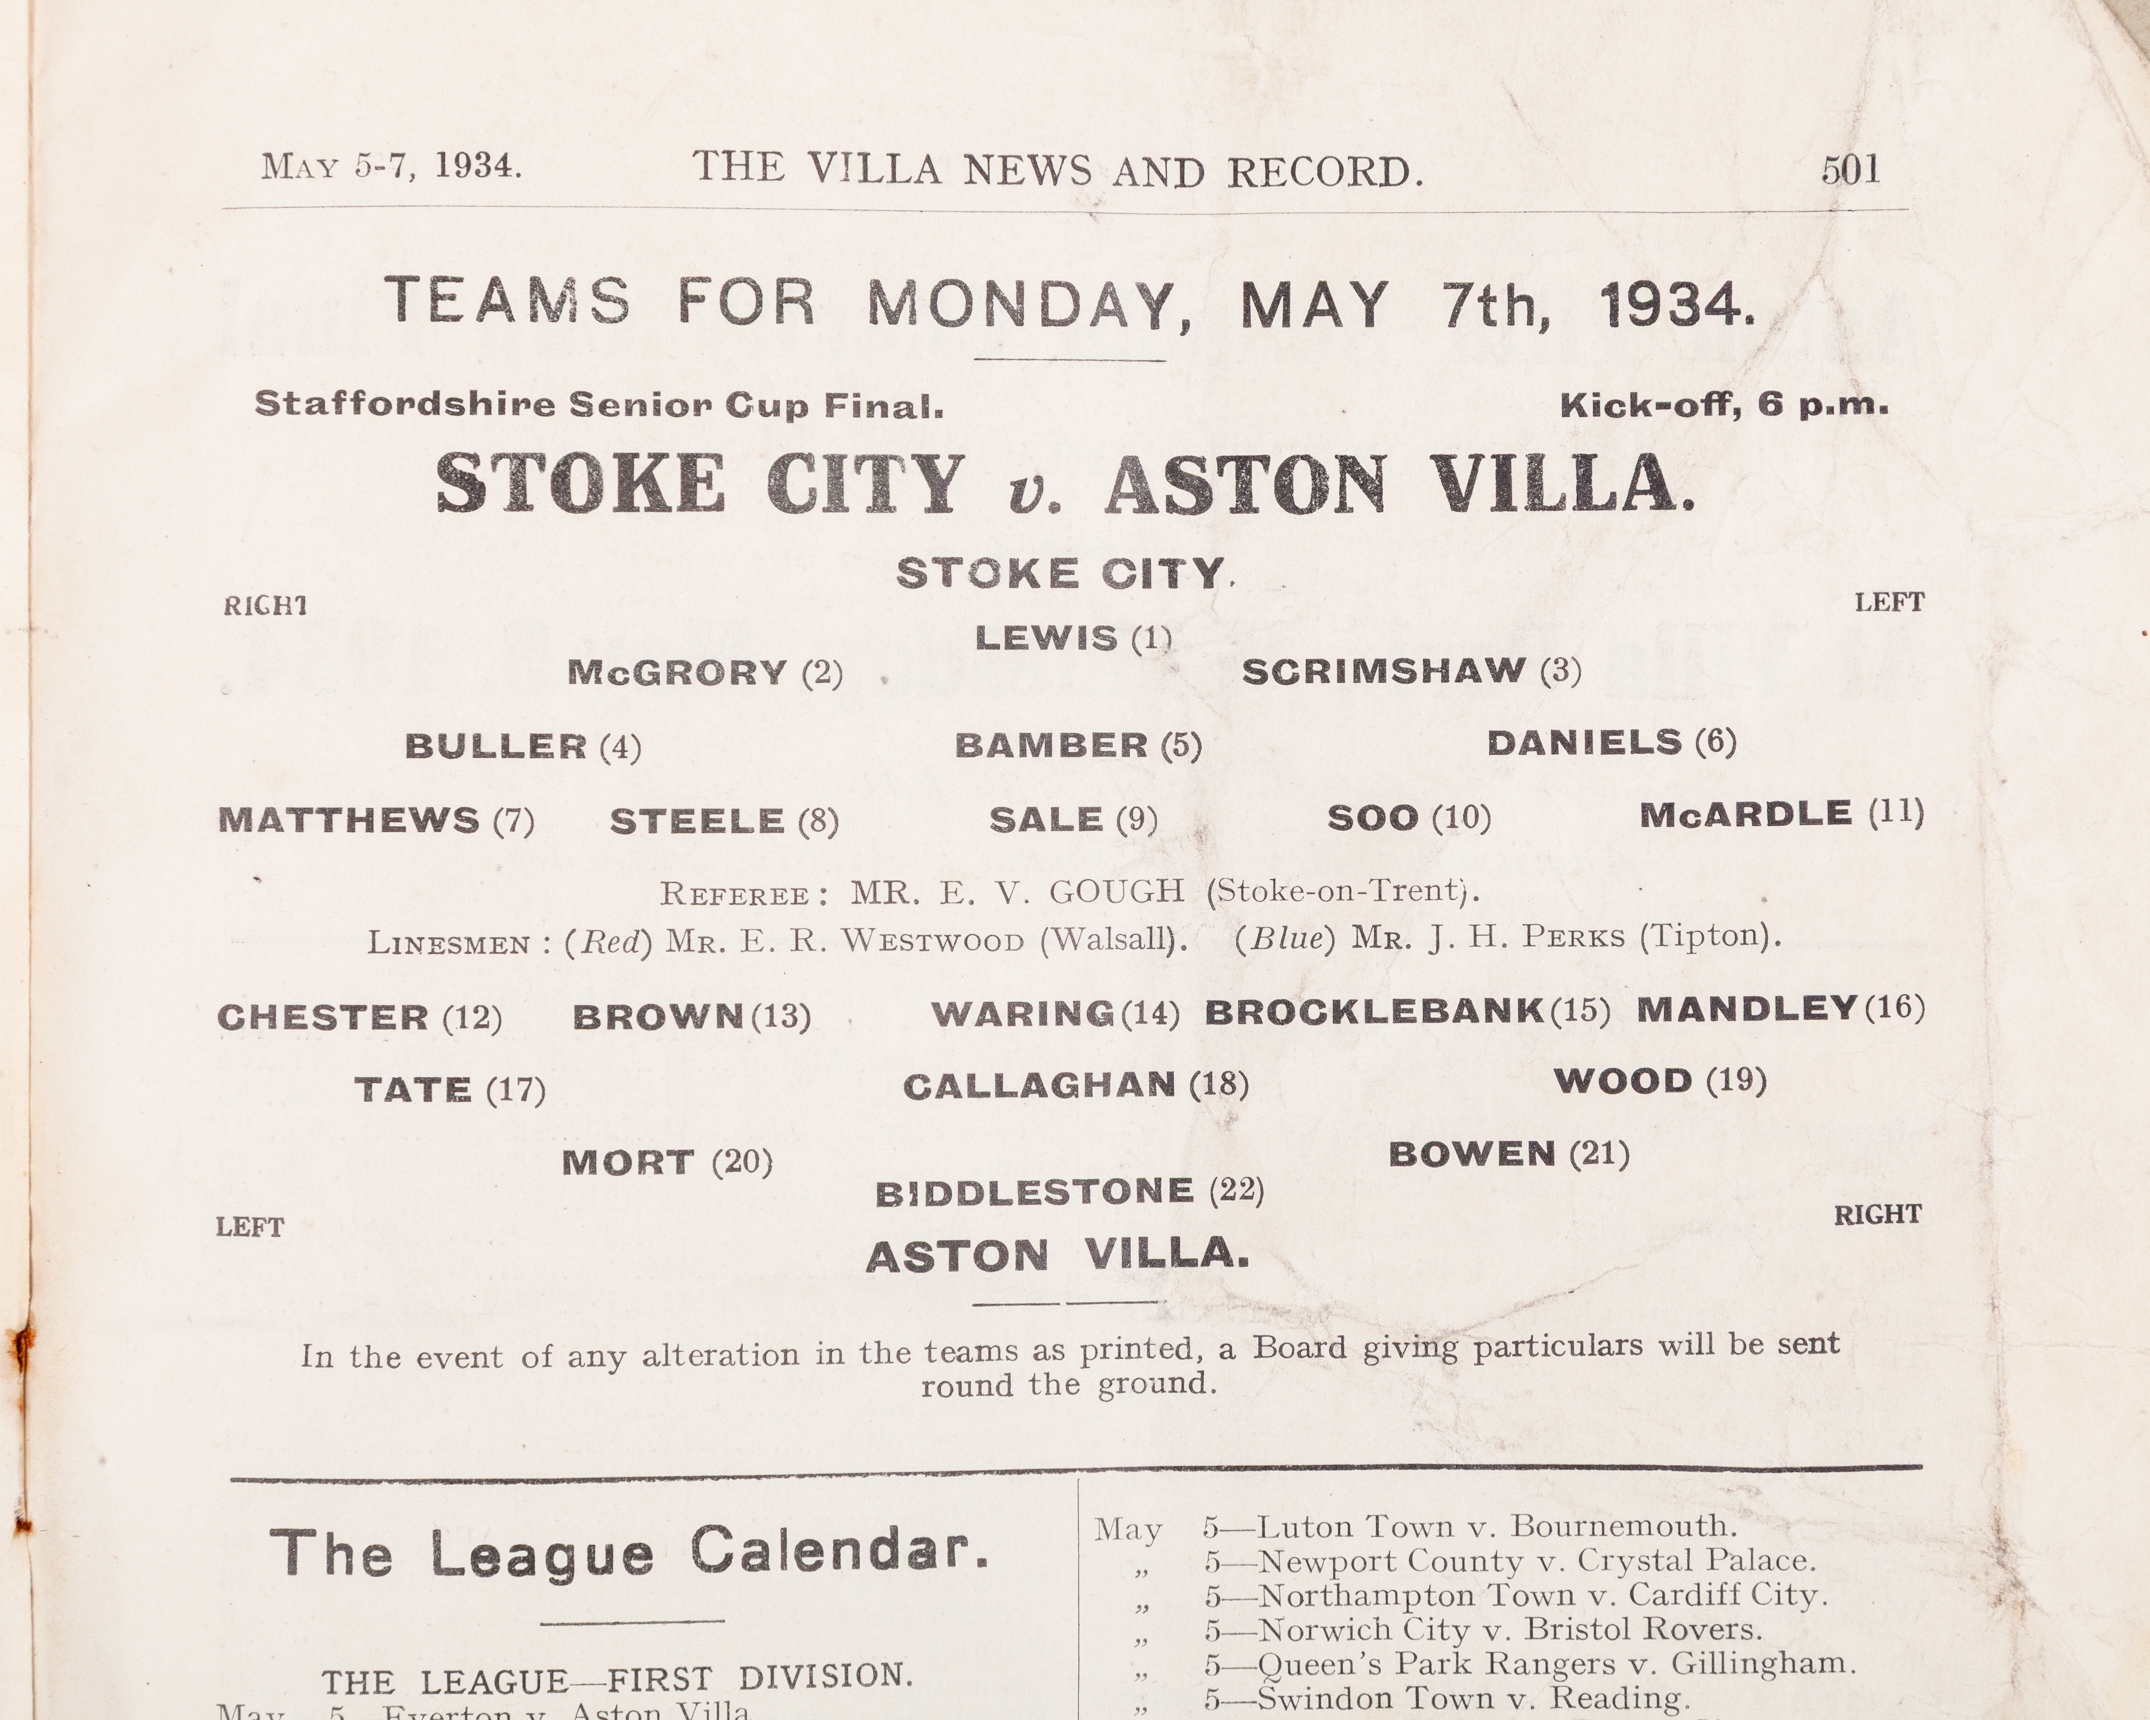 MAY 5-7, 1934. THE VILLA NEWS AND RECORD. 501
TEAMS FOR MONDAY, MAY 7th, 1934.
Staffordshire Senior Cup Final. Kick-off, 6 p.m.
STOKE CITY v. ASTON VILLA.
STOKE CITY.
RIGHT LEFT
LEWIS (1)
McGRORY (2) SCRIMSHAW (3)
BULLER (4) BAMBER (5) DANIELS (6)
MATTHEWS (7) STEELE (8) SALE (9) SOO (10) McARDLE (11)
REFEREE: MR. E. V. GOUGH (Stoke-on-Trent).
LINESMEN: (Red) MR. E. R. WESTWOOD (Walsall). (Blue) MR. J. H. PERKS (Tipton).
CHESTER (12) BROWN (13) WARING (14) BROCKLEBANK (15) MANDLEY (16)
TATE (17) CALLAGHAN (18) WOOD (19)
MORT (20) BOWEN (21)
BIDDLESTONE (22)
LEFT RIGHT
ASTON VILLA.
In the event of any alteration in the teams as printed, a Board giving particulars will be sent
round the ground.
The League Calendar.
THE LEAGUE—FIRST DIVISION.
May 5—Everton v. Aston Villa
May 5—Luton Town v. Bournemouth.
„ 5—Newport County v. Crystal Palace.
„ 5—Northampton Town v. Cardiff City.
„ 5—Norwich City v. Bristol Rovers.
„ 5—Queen's Park Rangers v. Gillingham.
„ 5—Swindon Town v. Reading.